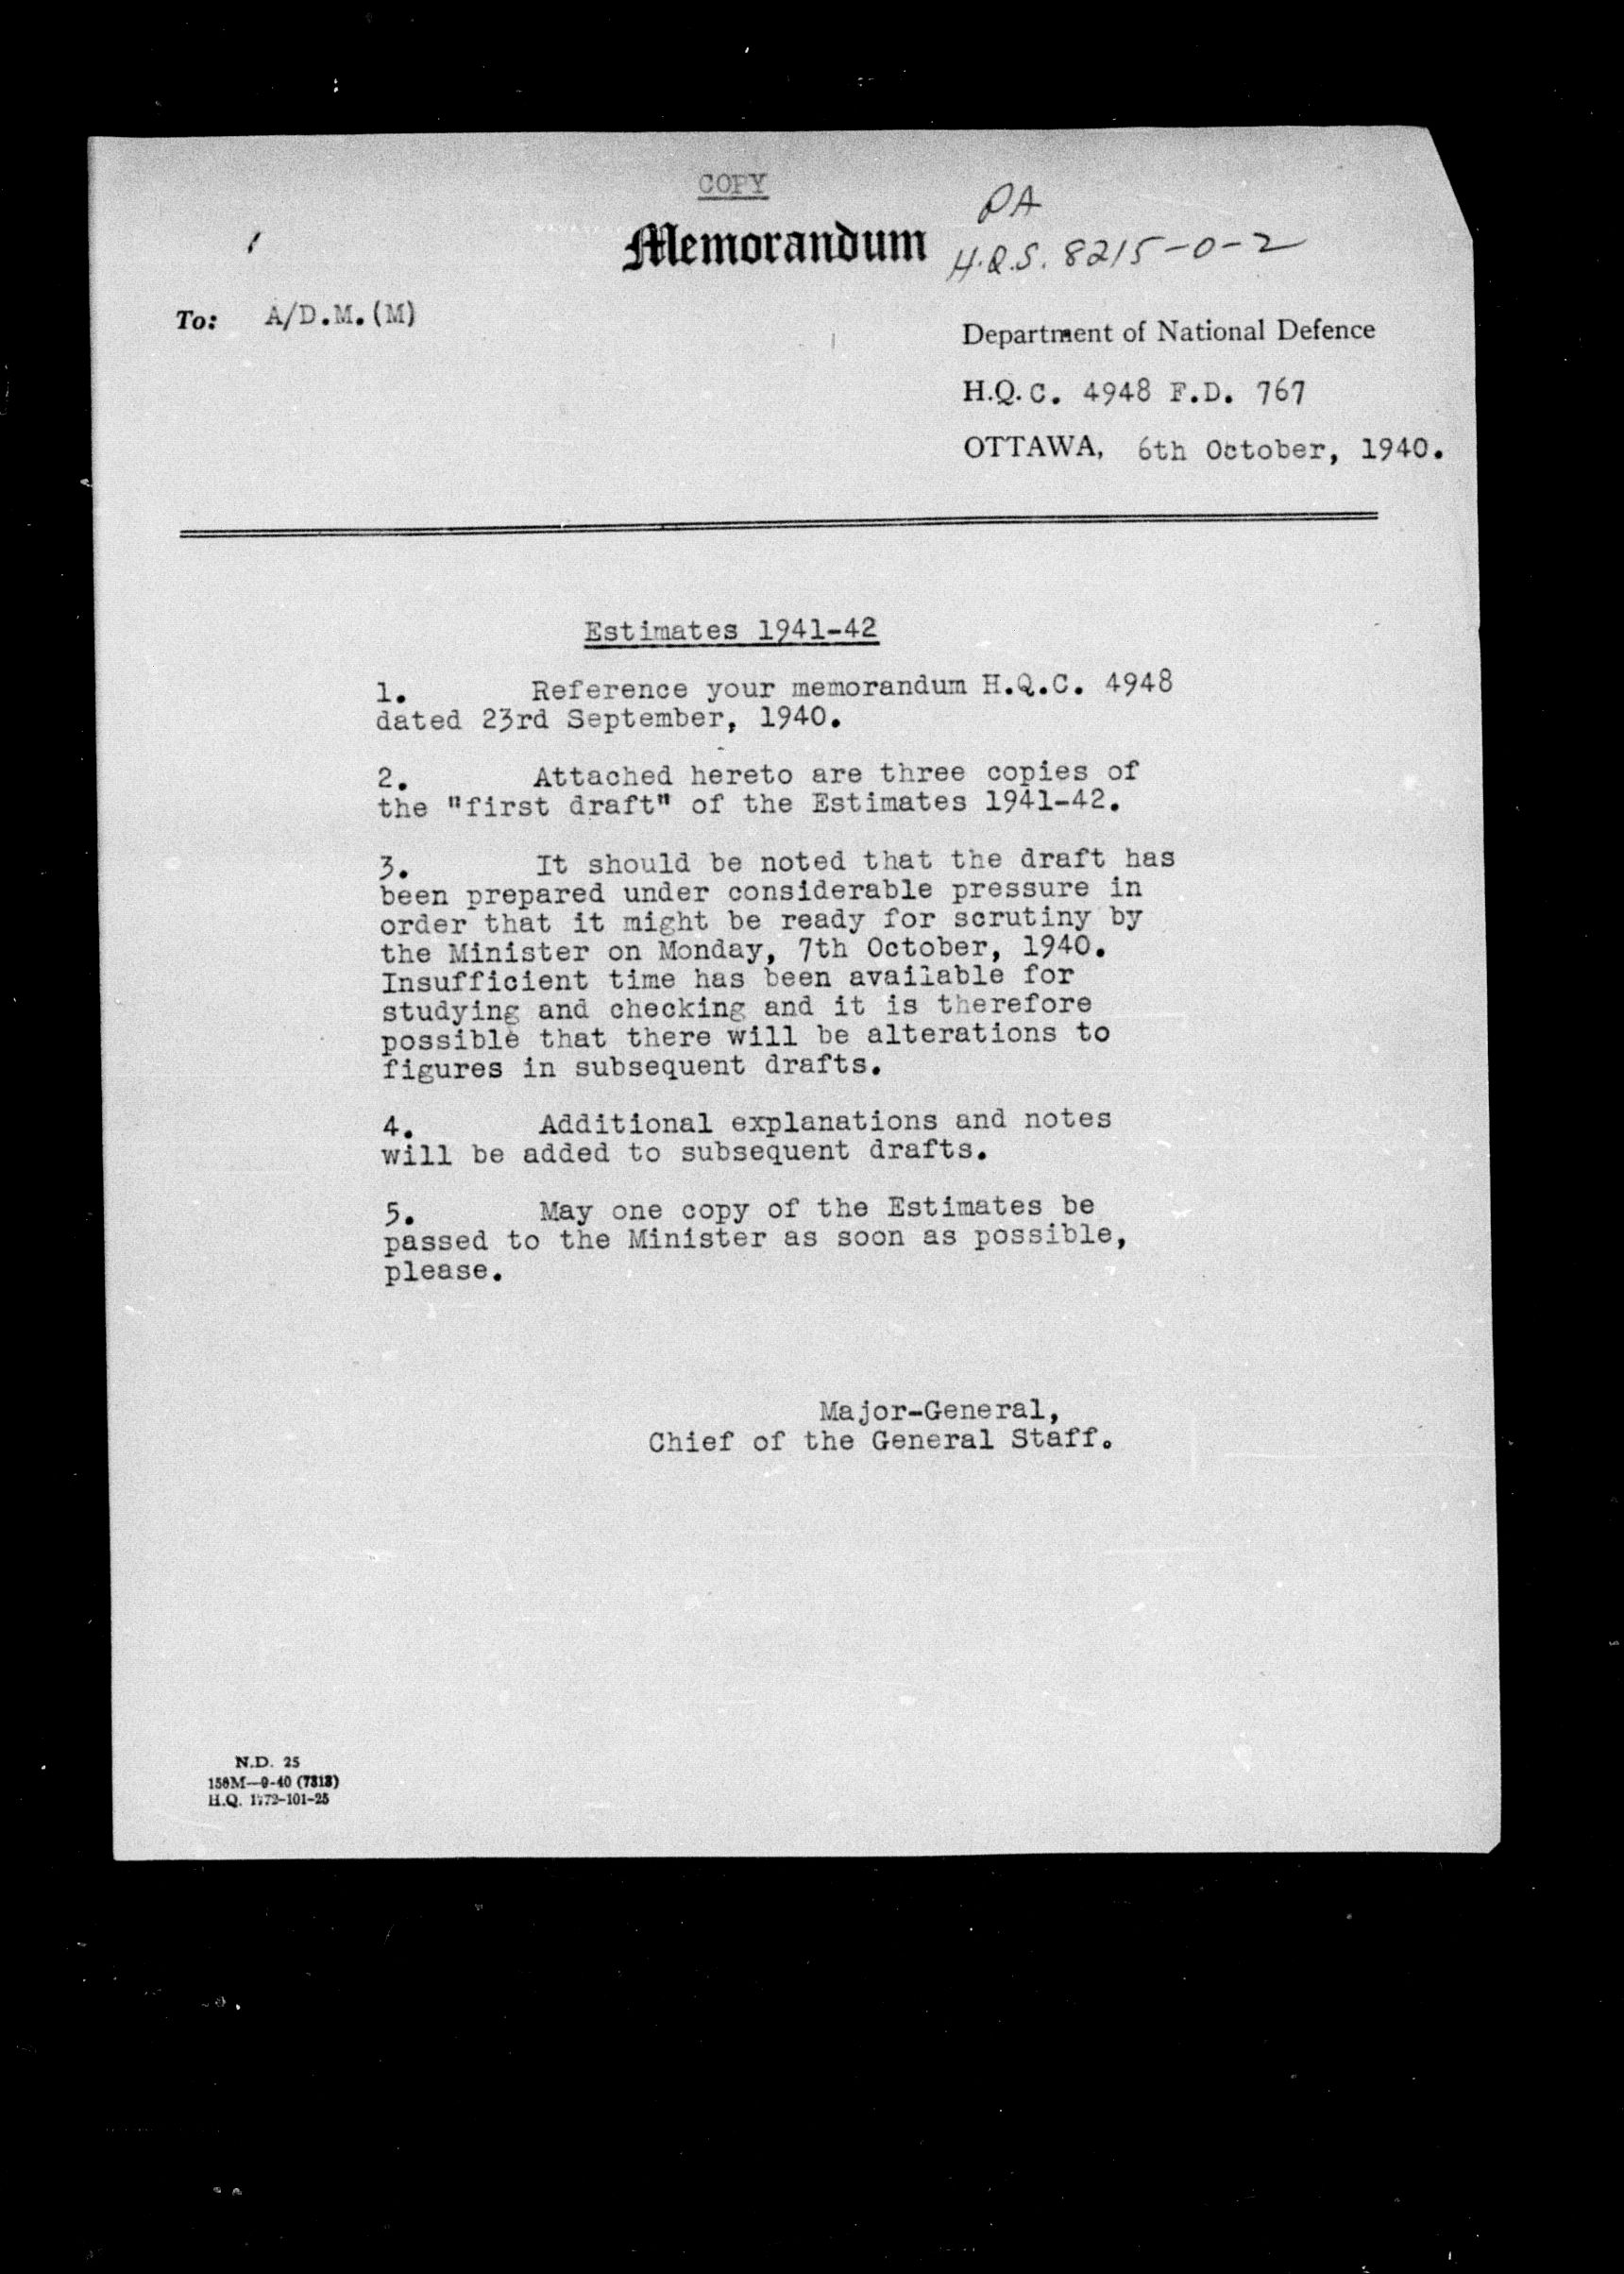 COPY
PA
Memorandum
H.Q.S. 8215-0-2
To: A/D.M.(M)
Department of National Defence
H.Q.C. 4948 F.D. 767
OTTAWA, 6th October, 1940.
Estimates 1941-42
1. Reference your memorandum H.Q.C. 4948
dated 23rd September, 1940.
2. Attached hereto are three copies of
the "first draft" of the Estimates 1941-42.
3. It should be noted that the draft has
been prepared under considerable pressure in
order that it might be ready for scrutiny by
the Minister on Monday, 7th October, 1940.
Insufficient time has been available for
studying and checking and it is therefore
possible that there will be alterations to
figures in subsequent drafts.
4. Additional explanations and notes
will be added to subsequent drafts.
5. May one copy of the Estimates be
passed to the Minister as soon as possible,
please.
Major-General,
Chief of the General Staff.
N.D. 25
H.Q. 1772-101-25